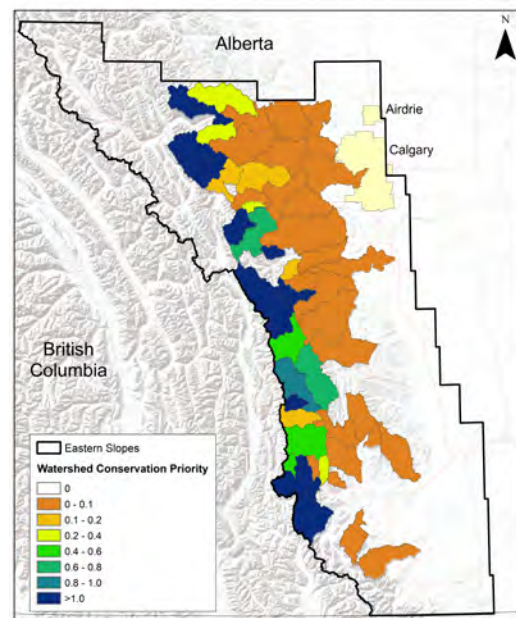 N
Alberta
Airdrie
Calgary
British
Columbia
Eastern Slopes
Watershed Conservation Priority
0
0 - 0.1
0.1 - 0.2
0.2 - 0.4
0.4 - 0.6
0.6 - 0.8
0.8 - 1.0
>1.0